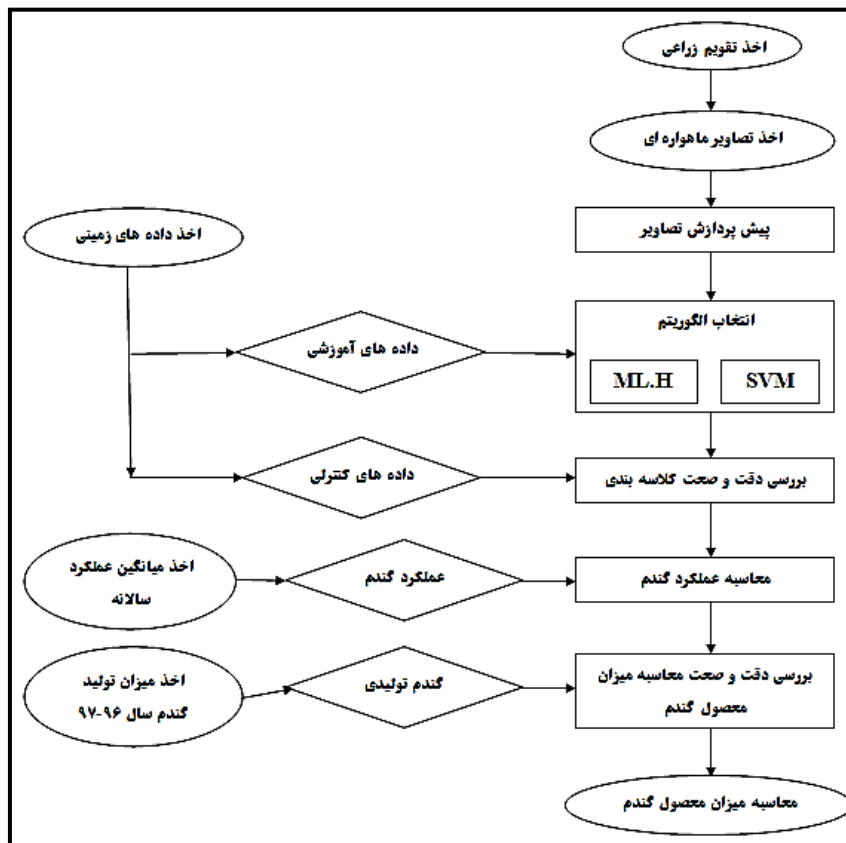 اخذ تقویم زراعی
اخذ تصاویر ماهواره ای
پیش پردازش تصاویر
اخذ داده های زمینی
انتخاب الگوریتم
داده های آموزشی
SVM
ML.H
بررسی دقت و صحت کلاسه بندی
داده های کنترلی
محاسبه عملکرد گندم
عملکرد گندم
اخذ میانگین عملکرد
سالانه
بررسی دقت و صحت محاسبه میزان
محصول گندم
گندم تولیدی
اخذ میزان تولید
گندم سال ۹۶-۹۷
محاسبه میزان محصول گندم